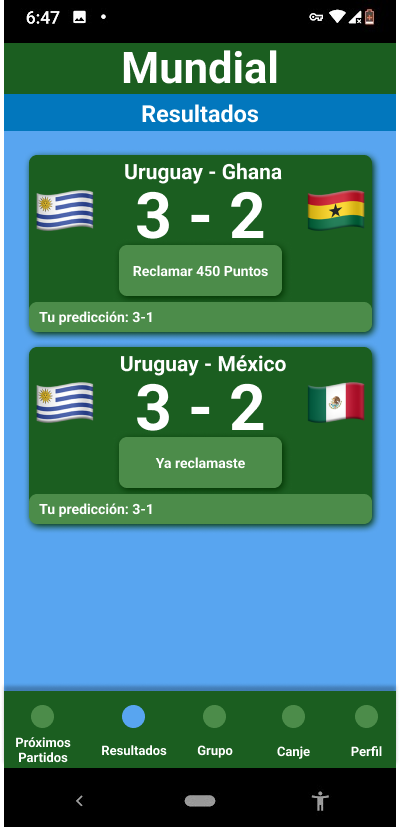 6:47
Mundial
Resultados
Uruguay - Ghana
3 - 2
Reclamar 450 Puntos
Tu predicción: 3-1
Uruguay - México
3 - 2
Ya reclamaste
Tu predicción: 3-1
Próximos
Partidos
Resultados
Grupo
Canje
Perfil